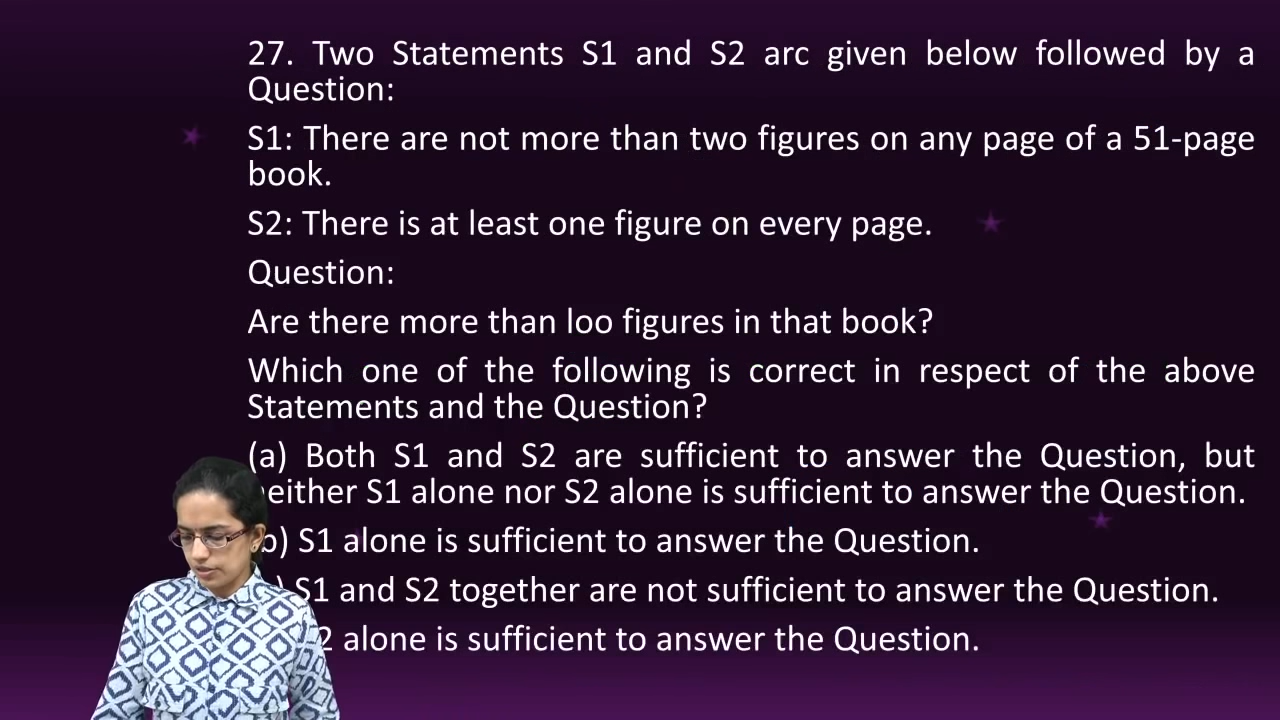 27. Two Statements S1 and S2 arc given below followed by a
Question:
S1: There are not more than two figures on any page of a 51-page
book.
S2: There is at least one figure on every page.
Question:
Are there more than loo figures in that book?
Which one of the following is correct in respect of the above
Statements and the Question?
(a) Both S1 and S2 are sufficient to answer the Question, but
either S1 alone nor S2 alone is sufficient to answer the Question.
b) S1 alone is sufficient to answer the Question.
) S1 and S2 together are not sufficient to answer the Question.
2 alone is sufficient to answer the Question.